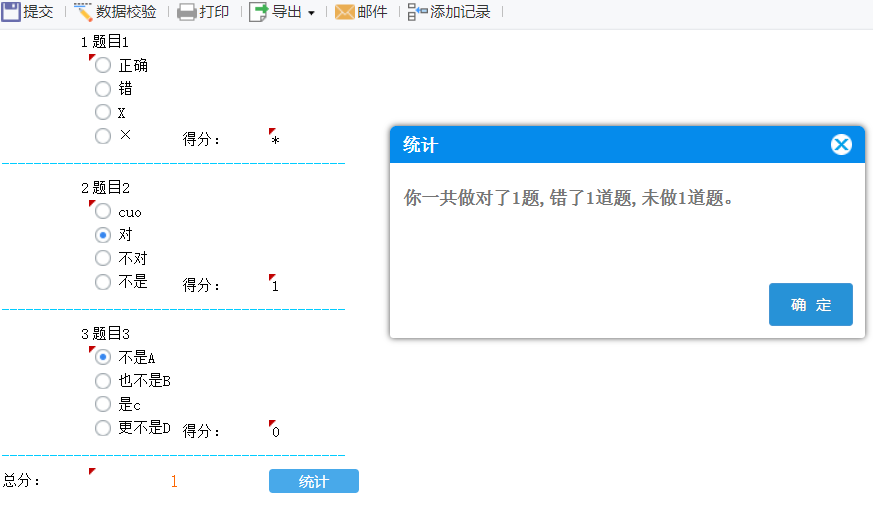 提交 数据校验 打印 导出 邮件 添加记录
1 题目1
正确
错
X
× 得分： *
2 题目2
cuo
对
不对
不是 得分： 1
3 题目3
不是A
也不是B
是c
更不是D 得分： 0
总分： 1 统计
统计
你一共做对了1题,错了1道题,未做1道题。
确 定